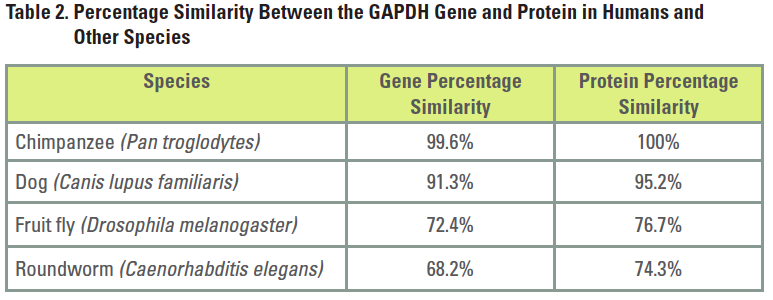 Table 2. Percentage Similarity Between the GAPDH Gene and Protein in Humans and
Other Species
Species Gene Percentage Similarity Protein Percentage Similarity
Chimpanzee (Pan troglodytes) 99.6% 100%
Dog (Canis lupus familiaris) 91.3% 95.2%
Fruit fly (Drosophila melanogaster) 72.4% 76.7%
Roundworm (Caenorhabditis elegans) 68.2% 74.3%